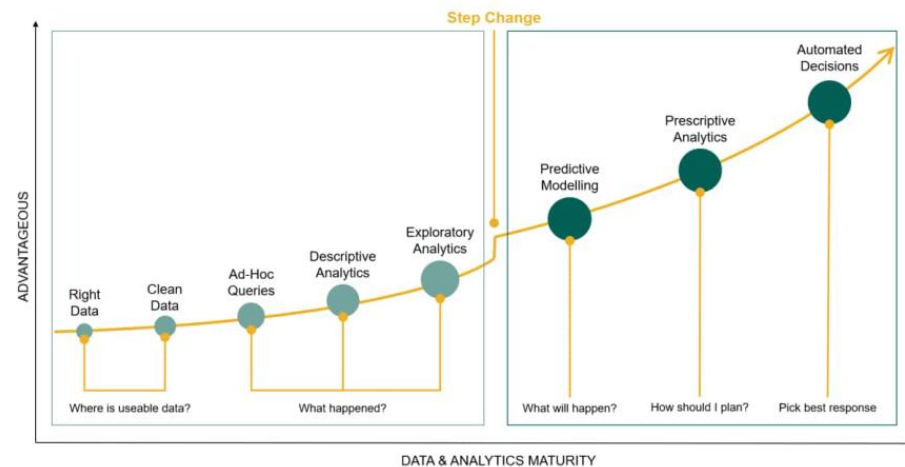 Step Change
Automated
Decisions
Prescriptive
Analytics
Predictive
Modelling
Exploratory
Analytics
Descriptive
Analytics
Ad-Hoc
Queries
Clean
Data
Right
Data
ADVANTAGEOUS
Where is useable data?
What happened?
What will happen?
How should I plan?
Pick best response
DATA & ANALYTICS MATURITY